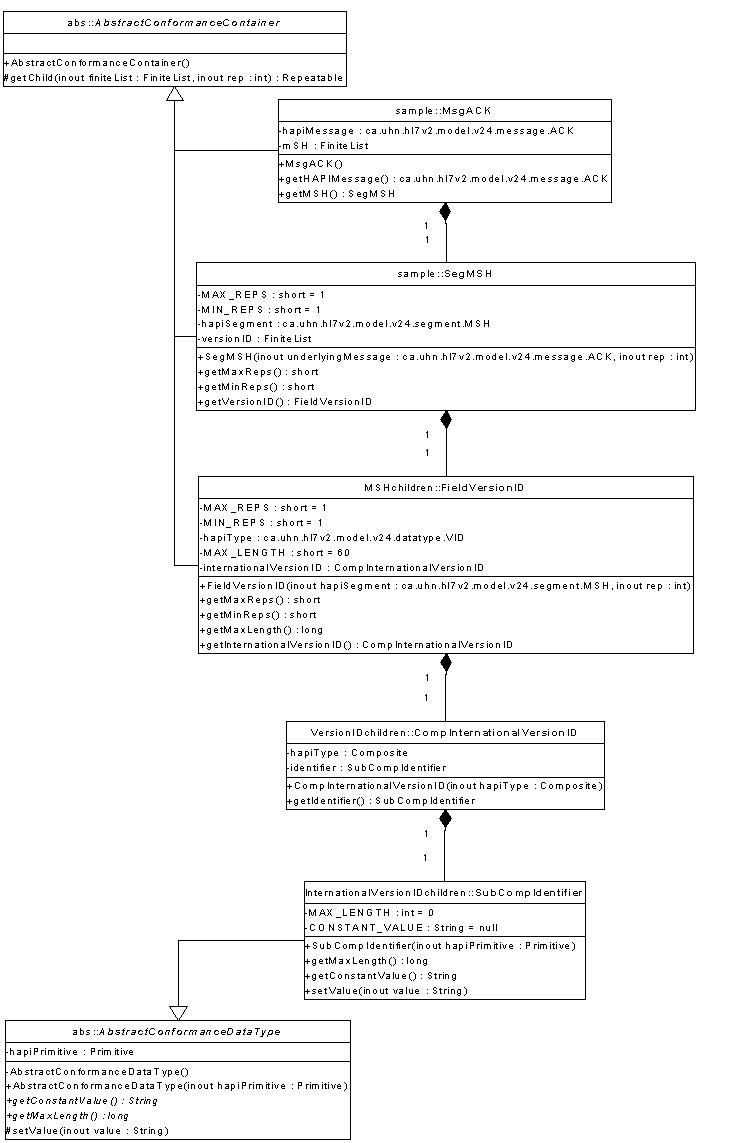 abs::AbstractConformanceContainer
+AbstractConformanceContainer()
#getChild(inout finiteList : FiniteList, inout rep : int) : Repeatable
sample::MsgACK
-hapiMessage : ca.uhn.hl7v2.model.v24.message.ACK
-mSH : FiniteList
+MsgACK()
+getHAPIMessage() : ca.uhn.hl7v2.model.v24.message.ACK
+getMSH() : SegMSH
1
1
sample::SegMSH
-MAX_REPS : short = 1
-MIN_REPS : short = 1
-hapiSegment : ca.uhn.hl7v2.model.v24.segment.MSH
-versionID : FiniteList
+SegMSH(inout underlyingMessage : ca.uhn.hl7v2.model.v24.message.ACK, inout rep : int)
+getMaxReps() : short
+getMinReps() : short
+getVersionID() : FieldVersionID
1
1
MSHchildren::FieldVersionID
-MAX_REPS : short = 1
-MIN_REPS : short = 1
-hapiType : ca.uhn.hl7v2.model.v24.datatype.VID
-MAX_LENGTH : short = 60
-internationalVersionID : CompInternationalVersionID
+FieldVersionID(inout hapiSegment : ca.uhn.hl7v2.model.v24.segment.MSH, inout rep : int)
+getMaxReps() : short
+getMinReps() : short
+getMaxLength() : long
+getInternationalVersionID() : CompInternationalVersionID
1
1
VersionIDchildren::CompInternationalVersionID
-hapiType : Composite
-identifier : SubCompIdentifier
+CompInternationalVersionID(inout hapiType : Composite)
+getIdentifier() : SubCompIdentifier
1
1
InternationalVersionIDchildren::SubCompIdentifier
-MAX_LENGTH : int = 0
-CONSTANT_VALUE : String = null
+SubCompIdentifier(inout hapiPrimitive : Primitive)
+getMaxLength() : long
+getConstantValue() : String
+setValue(inout value : String)
abs::AbstractConformanceDataType
-hapiPrimitive : Primitive
-AbstractConformanceDataType()
+AbstractConformanceDataType(inout hapiPrimitive : Primitive)
+getConstantValue() : String
+getMaxLength() : long
#setValue(inout value : String)